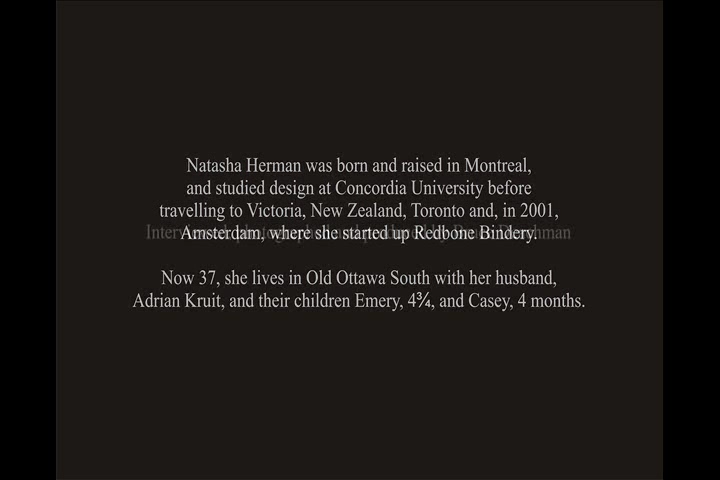 Natasha Herman was born and raised in Montreal,
and studied design at Concordia University before
travelling to Victoria, New Zealand, Toronto and, in 2001,
Amsterdam, where she started up Redbone Bindery.
Now 37, she lives in Old Ottawa South with her husband,
Adrian Kruit, and their children Emery, 4¾, and Casey, 4 months.